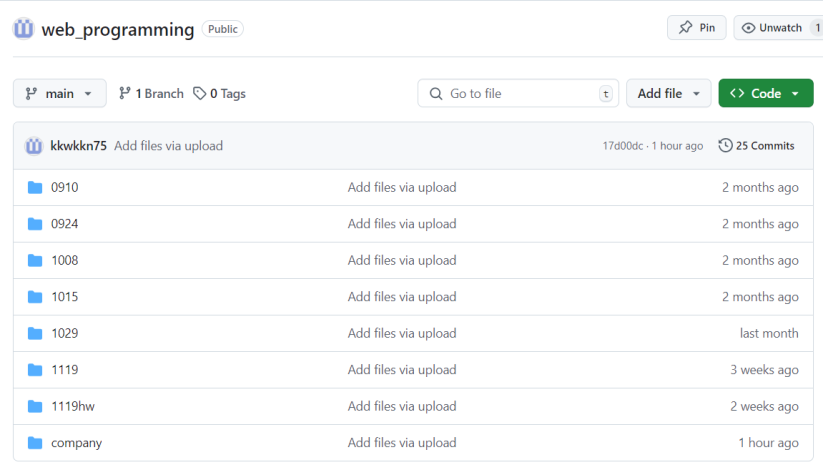 web_programming Public Pin Unwatch 1
main 1 Branch 0 Tags Go to file t Add file Code
kkwkkn75 Add files via upload 17d00dc · 1 hour ago 25 Commits
0910 Add files via upload 2 months ago
0924 Add files via upload 2 months ago
1008 Add files via upload 2 months ago
1015 Add files via upload 2 months ago
1029 Add files via upload last month
1119 Add files via upload 3 weeks ago
1119hw Add files via upload 2 weeks ago
company Add files via upload 1 hour ago